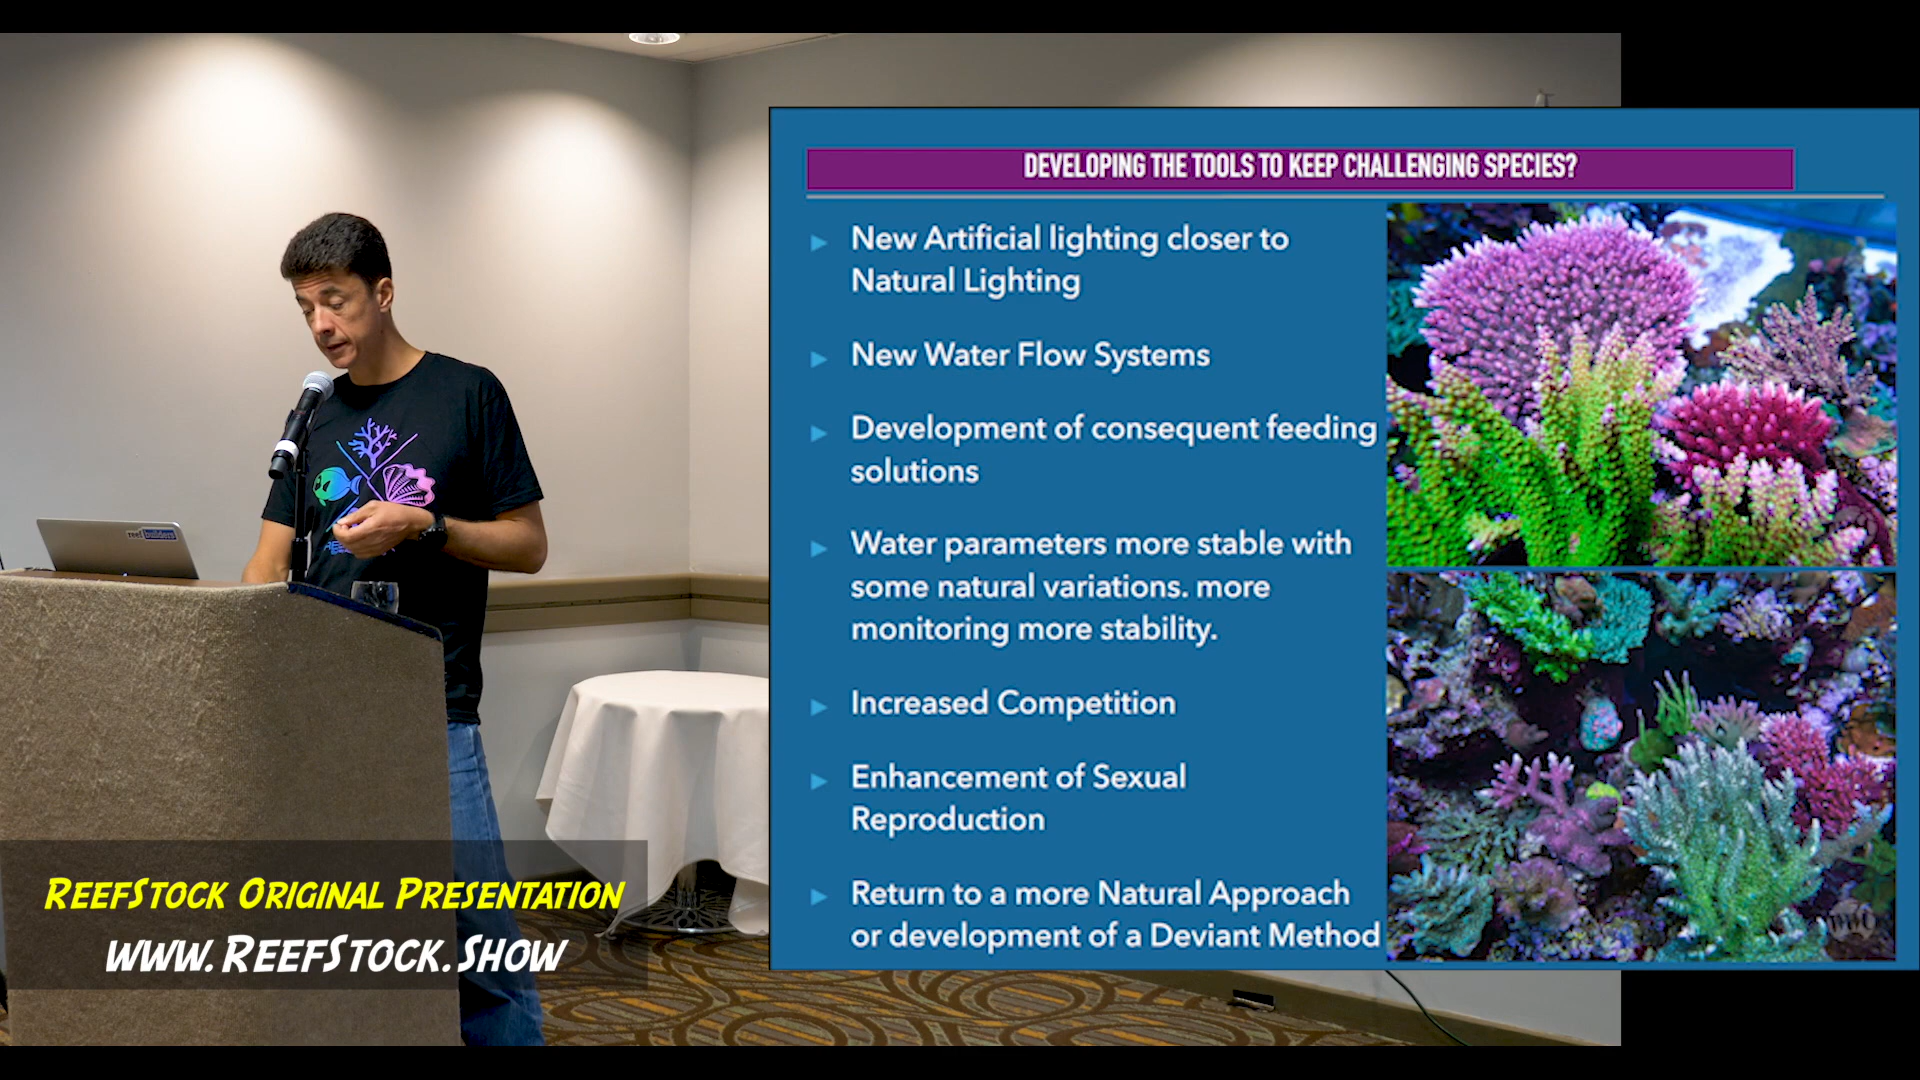 DEVELOPING THE TOOLS TO KEEP CHALLENGING SPECIES?
New Artificial lighting closer to
Natural Lighting
New Water Flow Systems
Development of consequent feeding
solutions
Water parameters more stable with
some natural variations. more
monitoring more stability.
Increased Competition
Enhancement of Sexual
Reproduction
Return to a more Natural Approach
or development of a Deviant Method
reef builders
REEFSTOCK ORIGINAL PRESENTATION
WWW.REEFSTOCK.SHOW